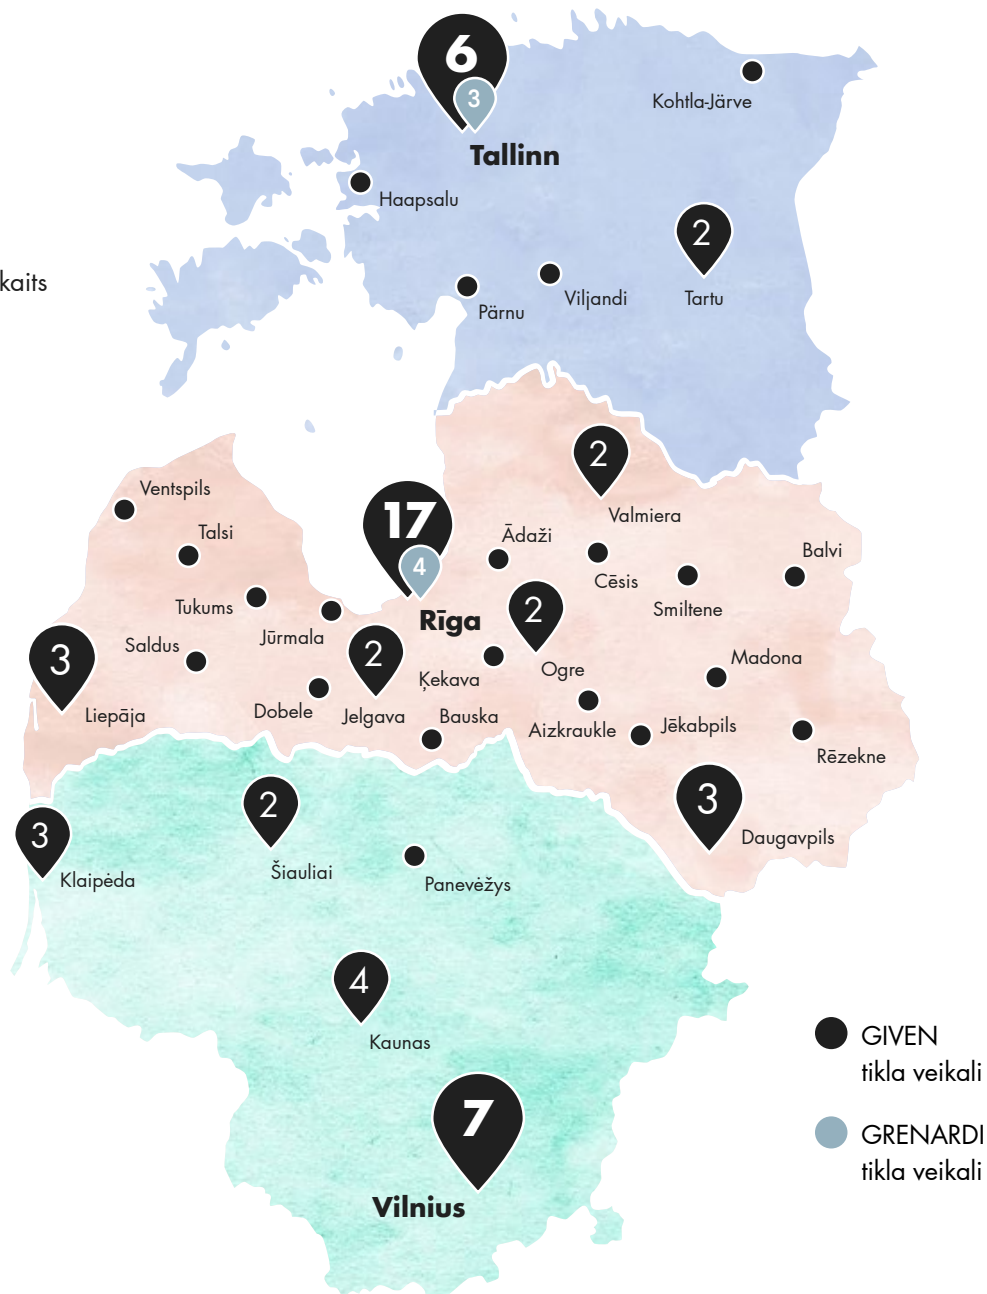 6
3
Tallinn
Kohtla-Järve
Haapsalu
2
Tartu
kaits
Pärnu
Viljandi
2
Valmiera
Ventspils
Talsi
17
4
Rīga
Ādaži
Cēsis
Balvi
Smiltene
Tukums
Jūrmala
2
Ogre
Saldus
3
Liepāja
Dobele
2
Jelgava
Ķekava
Bauska
Madona
Aizkraukle
Jēkabpils
Rēzekne
3
Daugavpils
3
Klaipėda
2
Šiauliai
Panevėžys
4
Kaunas
7
Vilnius
GIVEN
tikla veikali
GRENARDI
tikla veikali